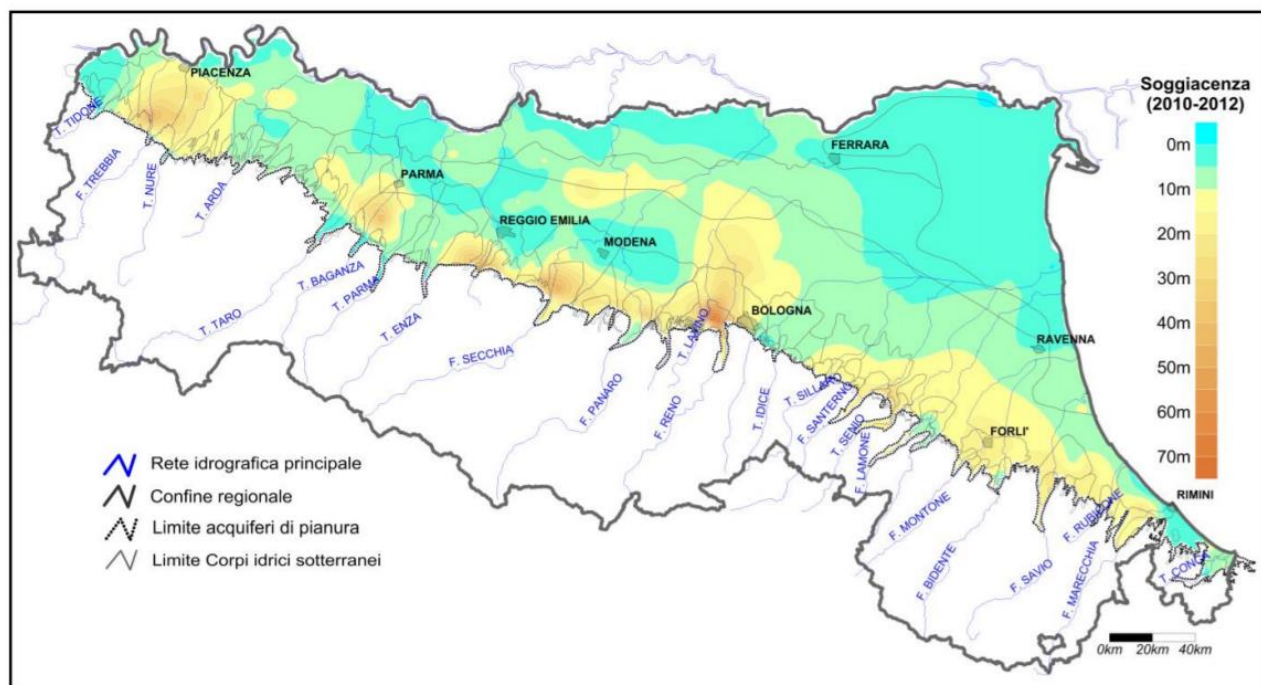 Soggiacenza
(2010-2012)
0m
10m
20m
30m
40m
50m
60m
70m
PIACENZA
FERRARA
PARMA
REGGIO EMILIA
MODENA
BOLOGNA
RAVENNA
FORLI'
RIMINI
T. TIDONE
F. TREBBIA
T. NURE
T. ARDA
T. TARO
T. BAGANZA
T. PARMA
T. ENZA
F. SECCHIA
F. PANARO
T. LAVINO
F. RENO
T. IDICE
T. SILLARO
F. SANTERNO
T. SENIO
F. LAMONE
F. MONTONE
F. BIDENTE
F. SAVIO
F. RUBICONE
F. MARECCHIA
T. CONCA
Rete idrografica principale
Confine regionale
Limite acquiferi di pianura
Limite Corpi idrici sotterranei
0km 20km 40km